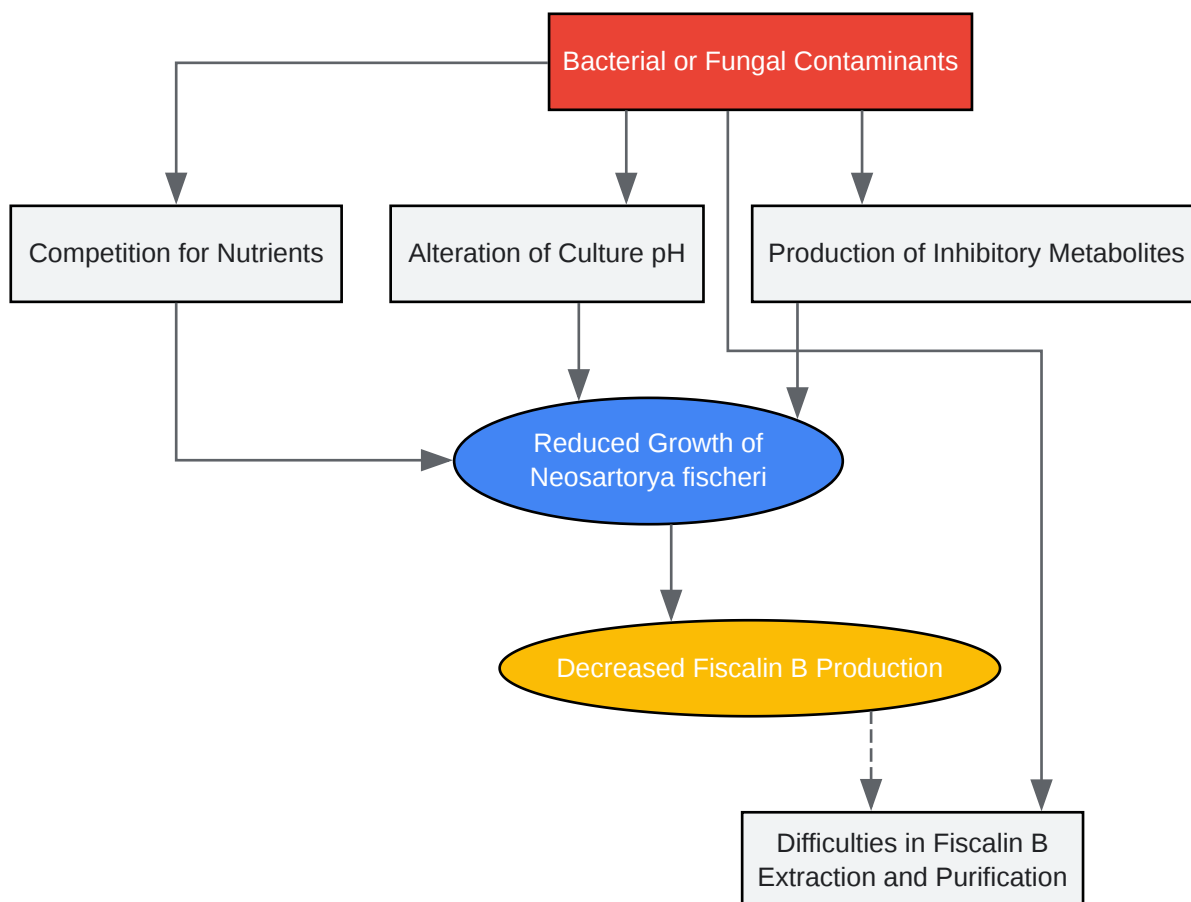 Bacterial or Fungal Contaminants
Competition for Nutrients
Alteration of Culture pH
Production of Inhibitory Metabolites
Reduced Growth of
Neosartorya fischeri
Decreased Fiscalin B Production
Difficulties in Fiscalin B
Extraction and Purification